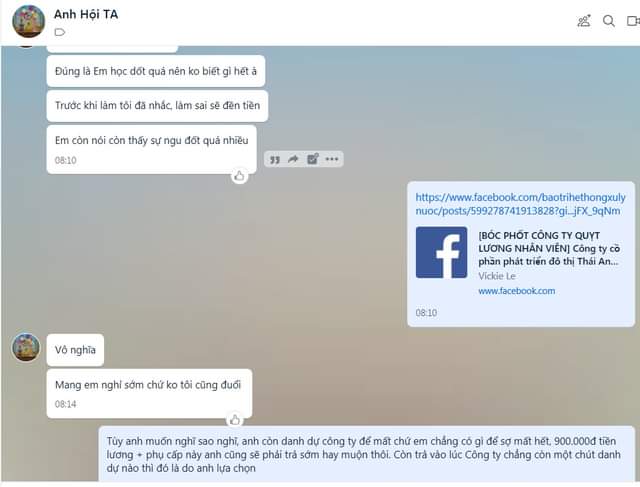 Anh Hội TA
Đúng là Em học dốt quá nên ko biết gì hết à
Trước khi làm tôi đã nhắc, làm sai sẽ đền tiền
Em còn nói còn thấy sự ngu đốt quá nhiều
08:10
https://www.facebook.com/baotrihethongxuly
nuoc/posts/599278741913828?gi...jFX_9qNm
[BÓC PHỐT CÔNG TY QUỴT
LƯƠNG NHÂN VIÊN] Công ty cổ
phần phát triển đô thị Thái An...
Vickie Le
www.facebook.com
08:10
Vô nghĩa
Mang em nghí sớm chứ ko tôi cũng đuổi
08:14
Tùy anh muốn nghĩ sao nghĩ, anh còn danh dự công ty để mất chứ em chẳng có gì để sợ mất hết, 900.000đ tiền
lương + phụ cấp này anh cũng sẽ phải trả sớm hay muộn thôi. Còn trả vào lúc Công ty chẳng còn một chút danh
dự nào thì đó là do anh lựa chọn